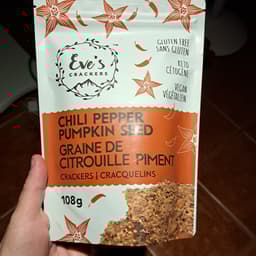 Eve's
CRACKERS
GLUTEN FREE
SANS GLUTEN
KETO
CÉTOGÈNE
VEGAN
VÉGÉTALIEN
CHILI PEPPER
PUMPKIN SEED
GRAINE DE
CITROUILLE PIMENT
CRACKERS | CRACQUELINS
108g